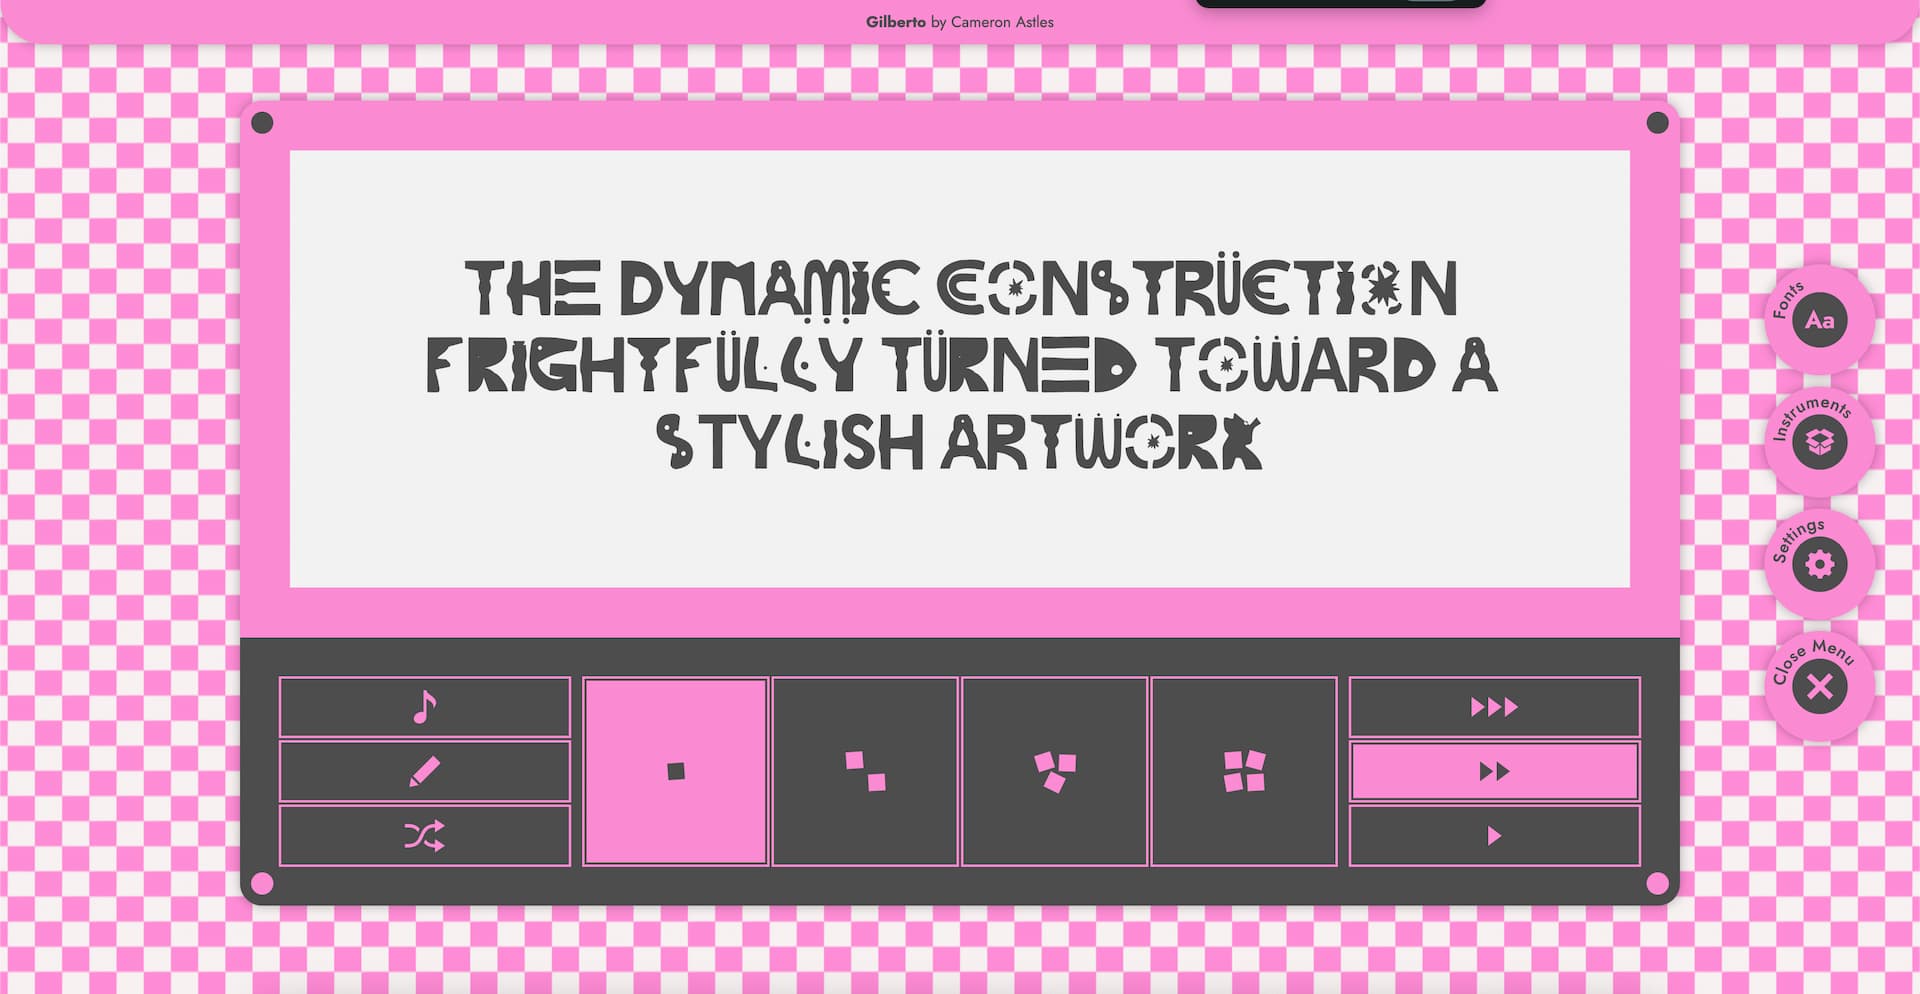 Gilberto by Cameron Astles
THE DYNAMIC CONSTRÜCTION
FRIGHTFÜLLY TÜRNED TOWARD A
STYLISH ARTWORK
Fonts
Aa
Instruments
Settings
Close Menu